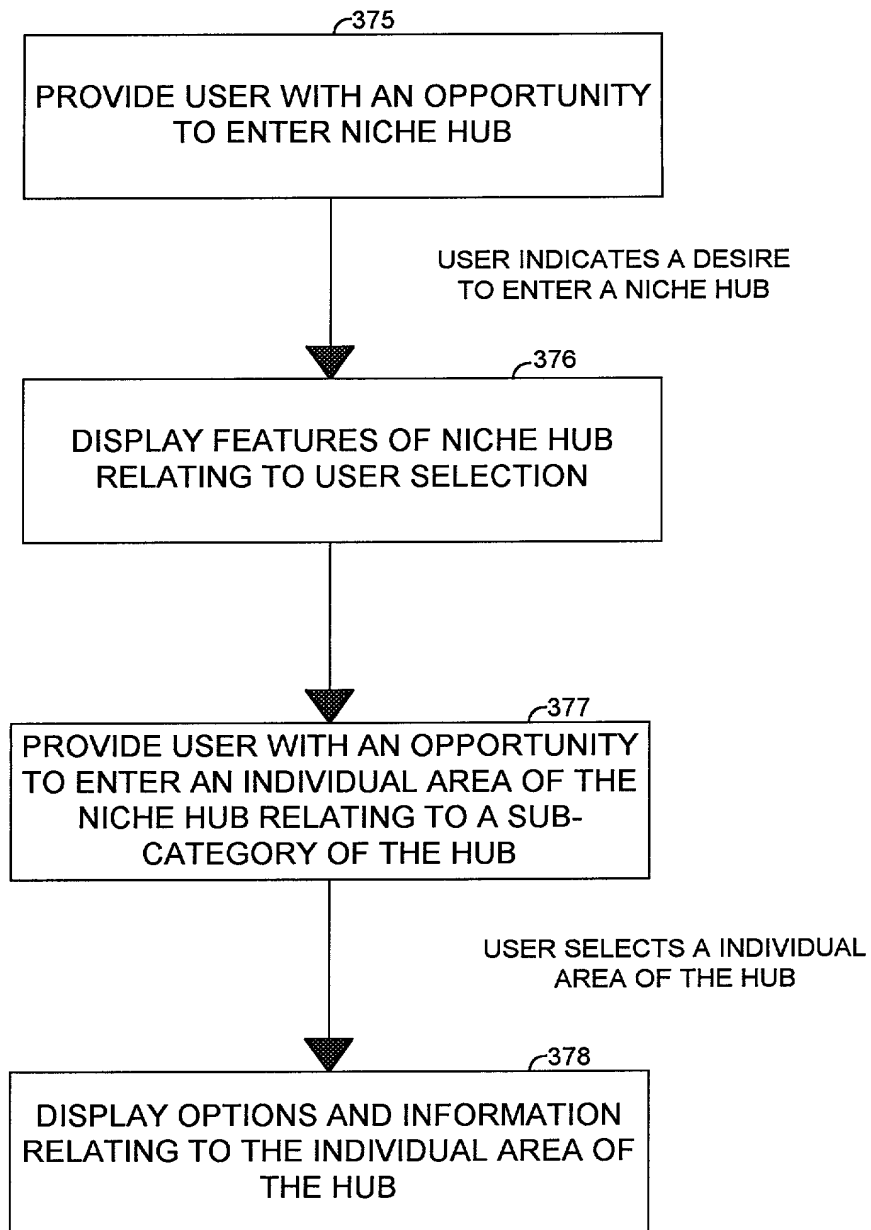 375
PROVIDE USER WITH AN OPPORTUNITY
TO ENTER NICHE HUB
USER INDICATES A DESIRE
TO ENTER A NICHE HUB
376
DISPLAY FEATURES OF NICHE HUB
RELATING TO USER SELECTION
377
PROVIDE USER WITH AN OPPORTUNITY
TO ENTER AN INDIVIDUAL AREA OF THE
NICHE HUB RELATING TO A SUB-
CATEGORY OF THE HUB
USER SELECTS A INDIVIDUAL
AREA OF THE HUB
378
DISPLAY OPTIONS AND INFORMATION
RELATING TO THE INDIVIDUAL AREA OF
THE HUB